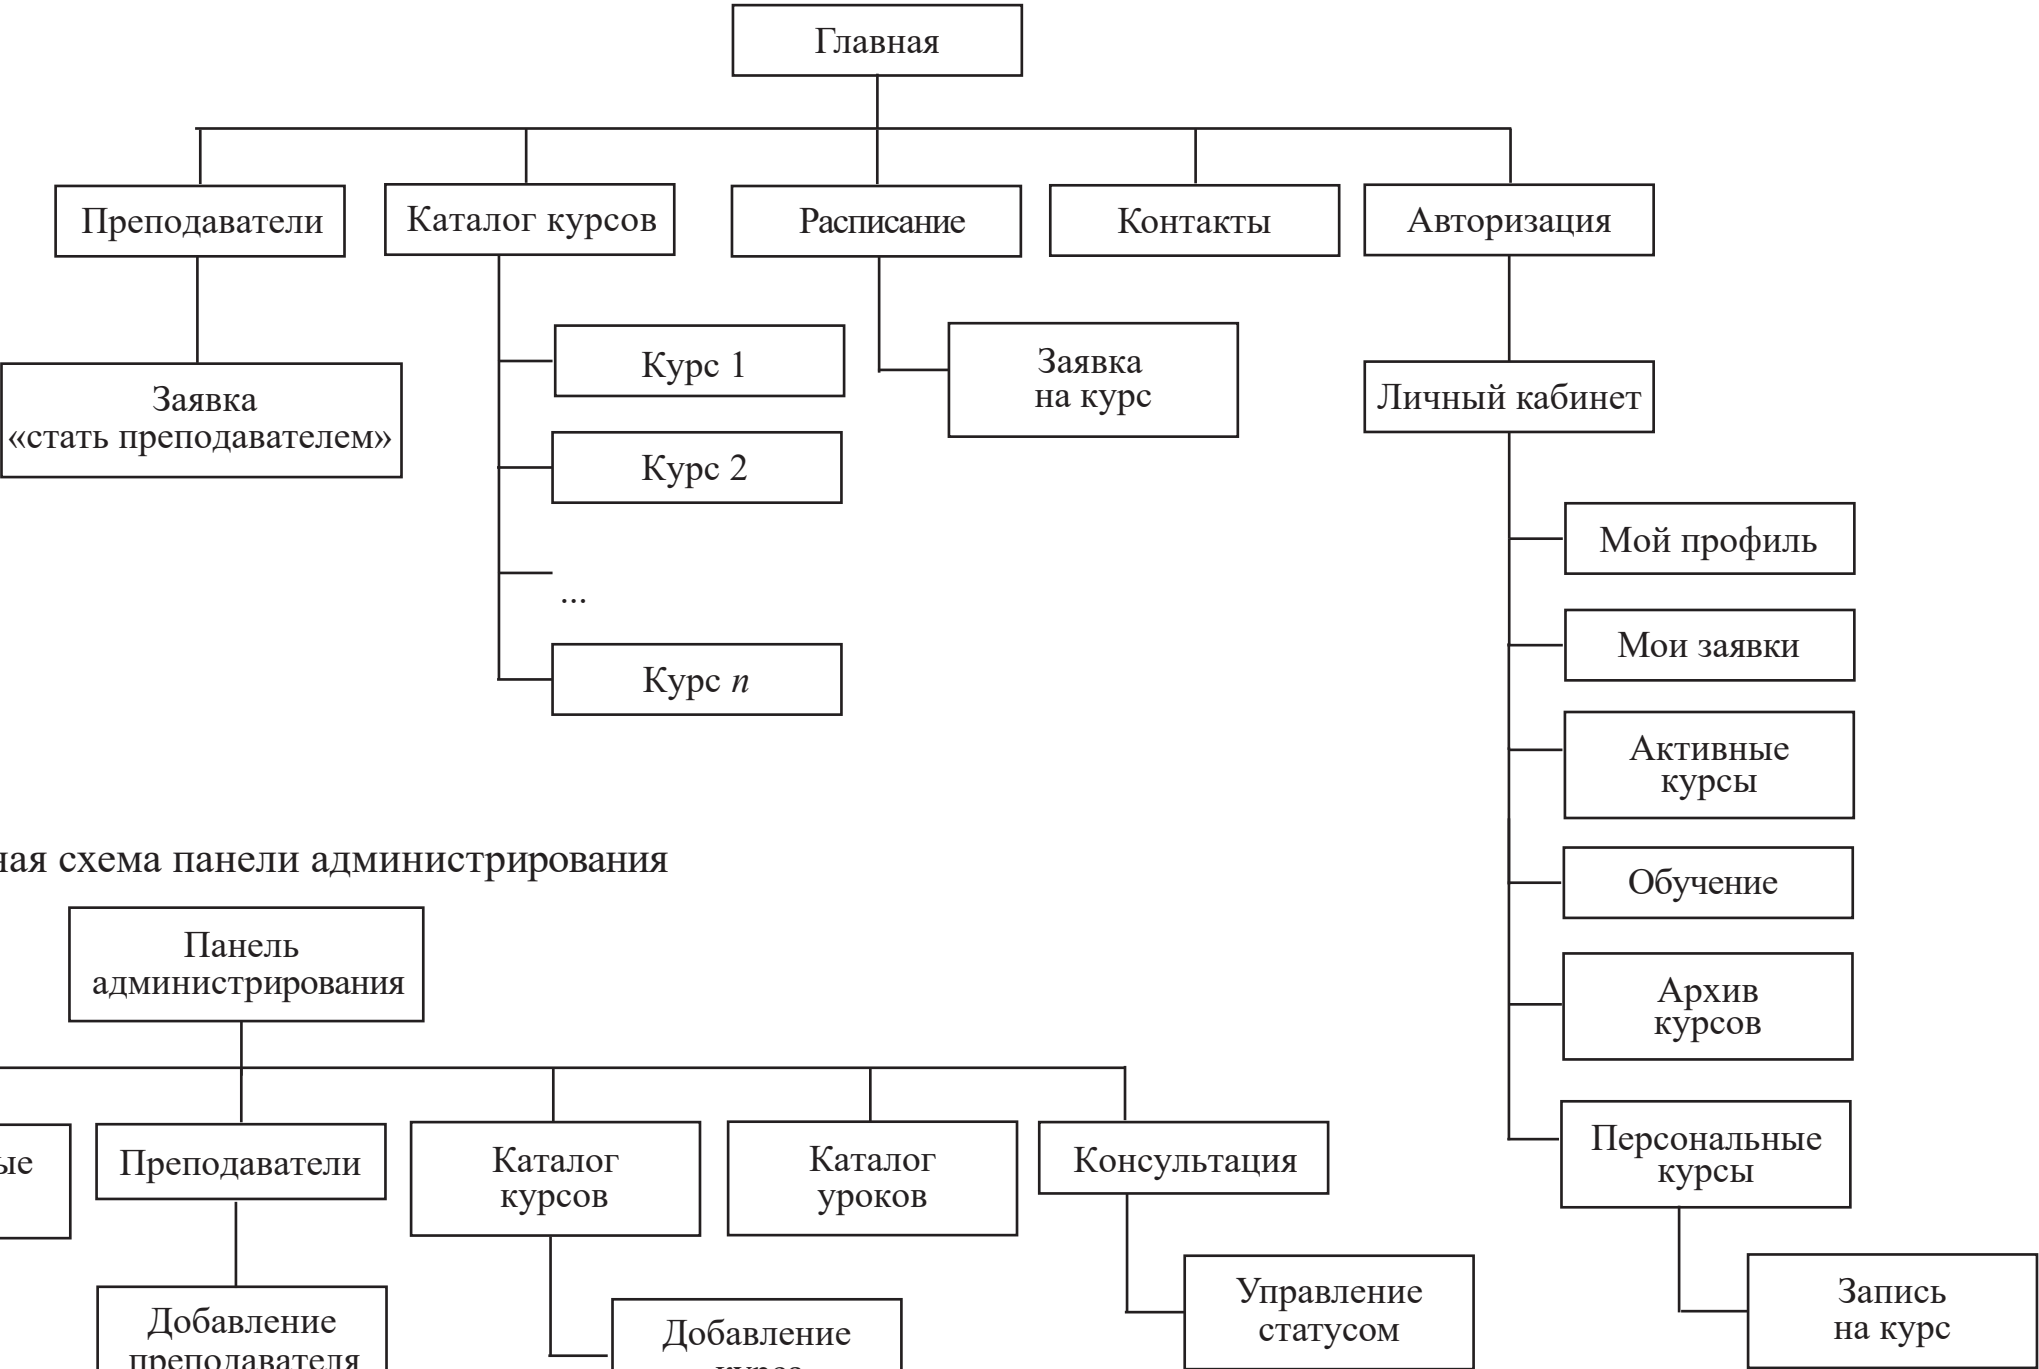 Главная
Преподаватели
Каталог курсов
Расписание
Контакты
Авторизация
Заявка
«стать преподавателем»
Курс 1
Курс 2
...
Курс n
Заявка
на курс
Личный кабинет
Мой профиль
Мои заявки
Активные
курсы
Обучение
Архив
курсов
Персональные
курсы
Запись
на курс
схема панели администрирования
Панель
администрирования
Преподаватели
Каталог
курсов
Каталог
уроков
Консультация
Добавление
преподавателя
Добавление
Управление
статусом